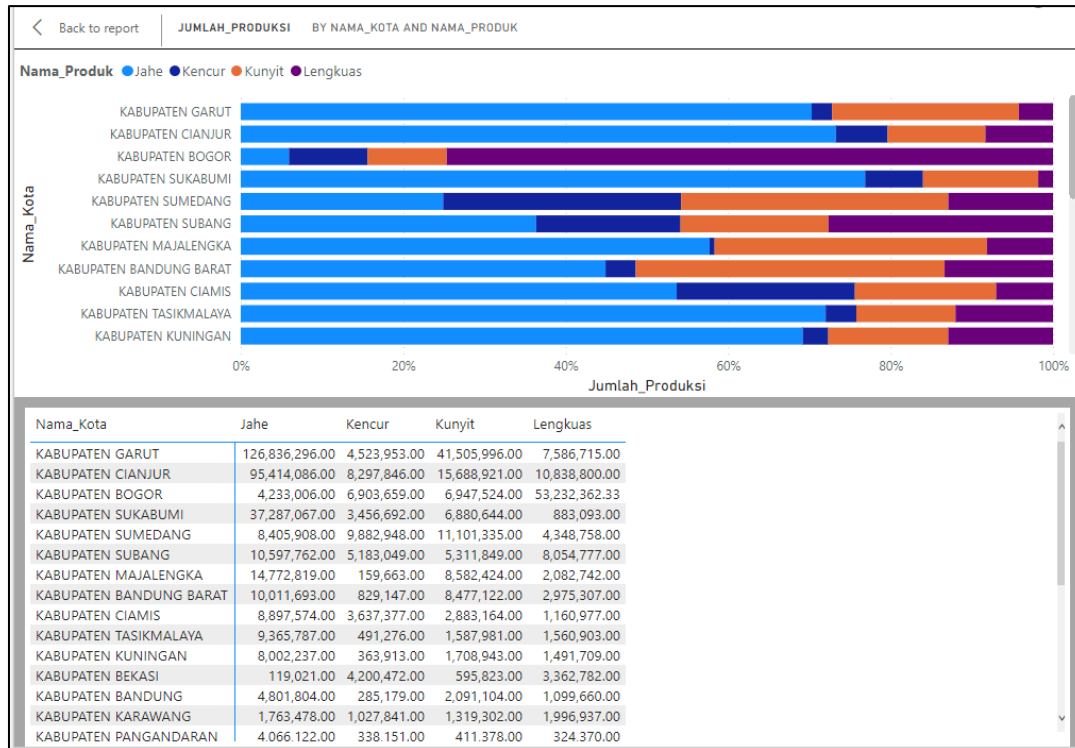 Back to report JUMLAH_PRODUKSI BY NAMA_KOTA AND NAMA_PRODUK
Nama_Produk Jahe Kencur Kunyit Lengkuas
Nama_Kota
KABUPATEN GARUT
KABUPATEN CIANJUR
KABUPATEN BOGOR
KABUPATEN SUKABUMI
KABUPATEN SUMEDANG
KABUPATEN SUBANG
KABUPATEN MAJALENGKA
KABUPATEN BANDUNG BARAT
KABUPATEN CIAMIS
KABUPATEN TASIKMALAYA
KABUPATEN KUNINGAN
0% 20% 40% 60% 80% 100%
Jumlah_Produksi
Nama_Kota Jahe Kencur Kunyit Lengkuas
KABUPATEN GARUT 126,836,296.00 4,523,953.00 41,505,996.00 7,586,715.00
KABUPATEN CIANJUR 95,414,086.00 8,297,846.00 15,688,921.00 10,838,800.00
KABUPATEN BOGOR 4,233,006.00 6,903,659.00 6,947,524.00 53,232,362.33
KABUPATEN SUKABUMI 37,287,067.00 3,456,692.00 6,880,644.00 883,093.00
KABUPATEN SUMEDANG 8,405,908.00 9,882,948.00 11,101,335.00 4,348,758.00
KABUPATEN SUBANG 10,597,762.00 5,183,049.00 5,311,849.00 8,054,777.00
KABUPATEN MAJALENGKA 14,772,819.00 159,663.00 8,582,424.00 2,082,742.00
KABUPATEN BANDUNG BARAT 10,011,693.00 829,147.00 8,477,122.00 2,975,307.00
KABUPATEN CIAMIS 8,897,574.00 3,637,377.00 2,883,164.00 1,160,977.00
KABUPATEN TASIKMALAYA 9,365,787.00 491,276.00 1,587,981.00 1,560,903.00
KABUPATEN KUNINGAN 8,002,237.00 363,913.00 1,708,943.00 1,491,709.00
KABUPATEN BEKASI 119,021.00 4,200,472.00 595,823.00 3,362,782.00
KABUPATEN BANDUNG 4,801,804.00 285,179.00 2,091,104.00 1,099,660.00
KABUPATEN KARAWANG 1,763,478.00 1,027,841.00 1,319,302.00 1,996,937.00
KABUPATEN PANGANDARAN 4,066,122.00 338,151.00 411,378.00 324,370.00